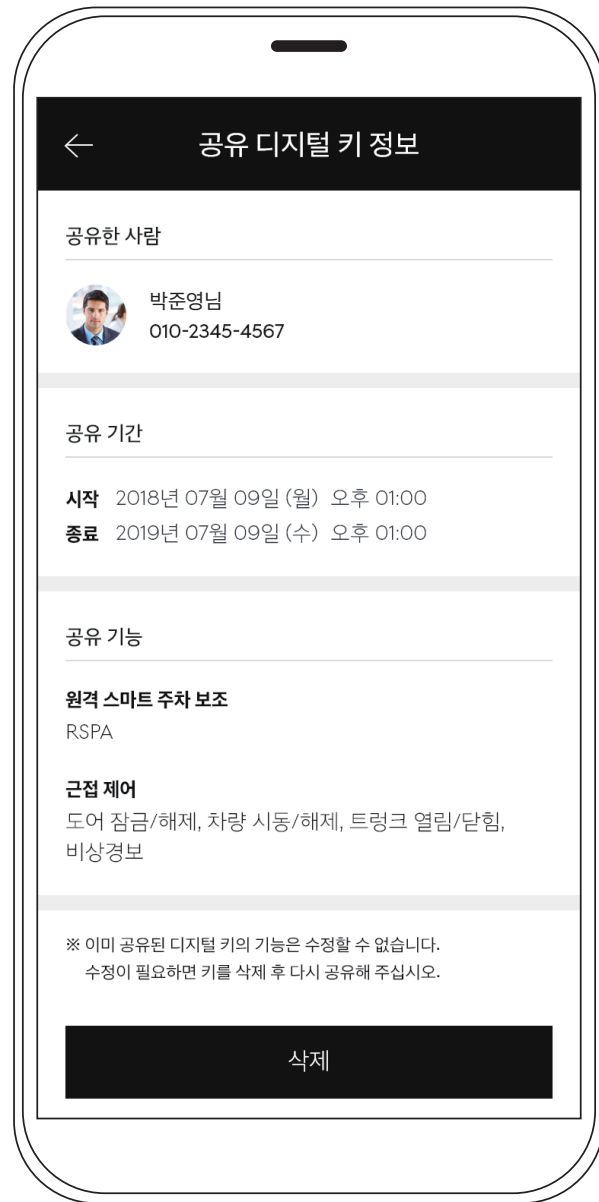 공유 디지털 키 정보
공유한 사람
박준영님
010-2345-4567
공유 기간
시작 2018년 07월 09일 (월) 오후 01:00
종료 2019년 07월 09일 (수) 오후 01:00
공유 기능
원격 스마트 주차 보조
RSPA
근접 제어
도어 잠금/해제, 차량 시동/해제, 트렁크 열림/닫힘,
비상경보
※ 이미 공유된 디지털 키의 기능은 수정할 수 없습니다.
수정이 필요하면 키를 삭제 후 다시 공유해 주십시오.
삭제